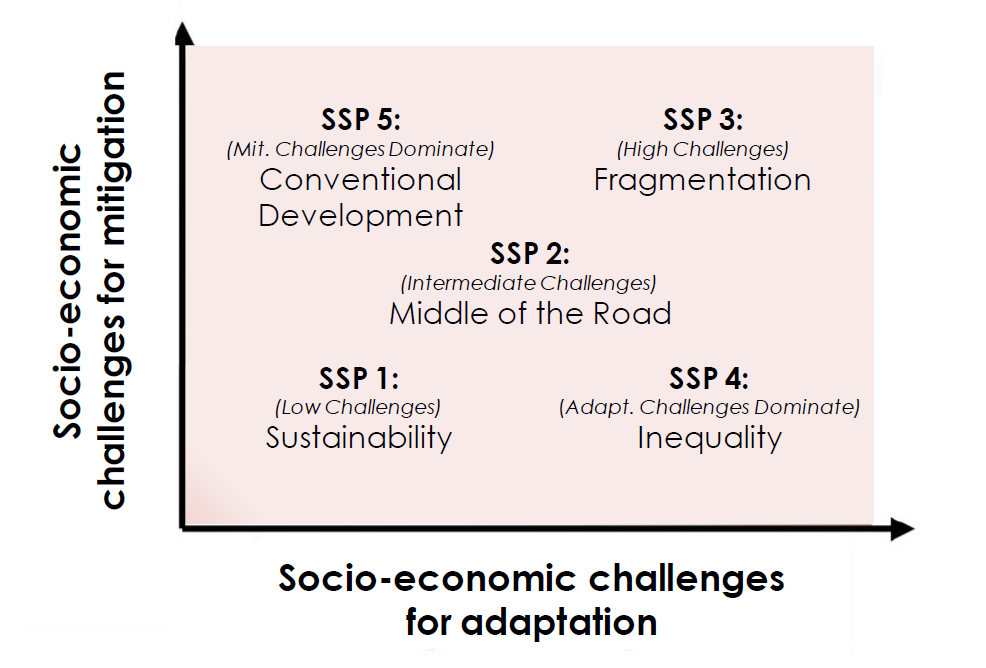 Socio-economic
challenges for mitigation
SSP 5:
(Mit. Challenges Dominate)
Conventional
Development
SSP 3:
(High Challenges)
Fragmentation
SSP 2:
(Intermediate Challenges)
Middle of the Road
SSP 1:
(Low Challenges)
Sustainability
SSP 4:
(Adapt. Challenges Dominate)
Inequality
Socio-economic challenges
for adaptation